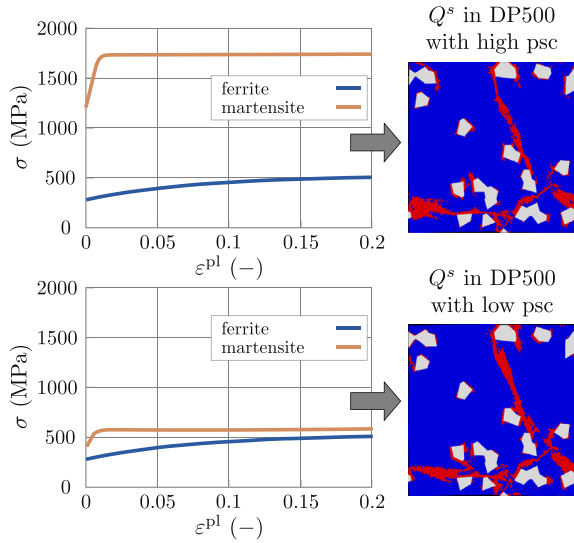 Qˢ in DP500
with high psc
2000
1500
1000
500
0
σ (MPa)
ferrite
martensite
0
0.05
0.1
0.15
0.2
εᵖˡ (−)
Qˢ in DP500
with low psc
2000
1500
1000
500
0
σ (MPa)
ferrite
martensite
0
0.05
0.1
0.15
0.2
εᵖˡ (−)